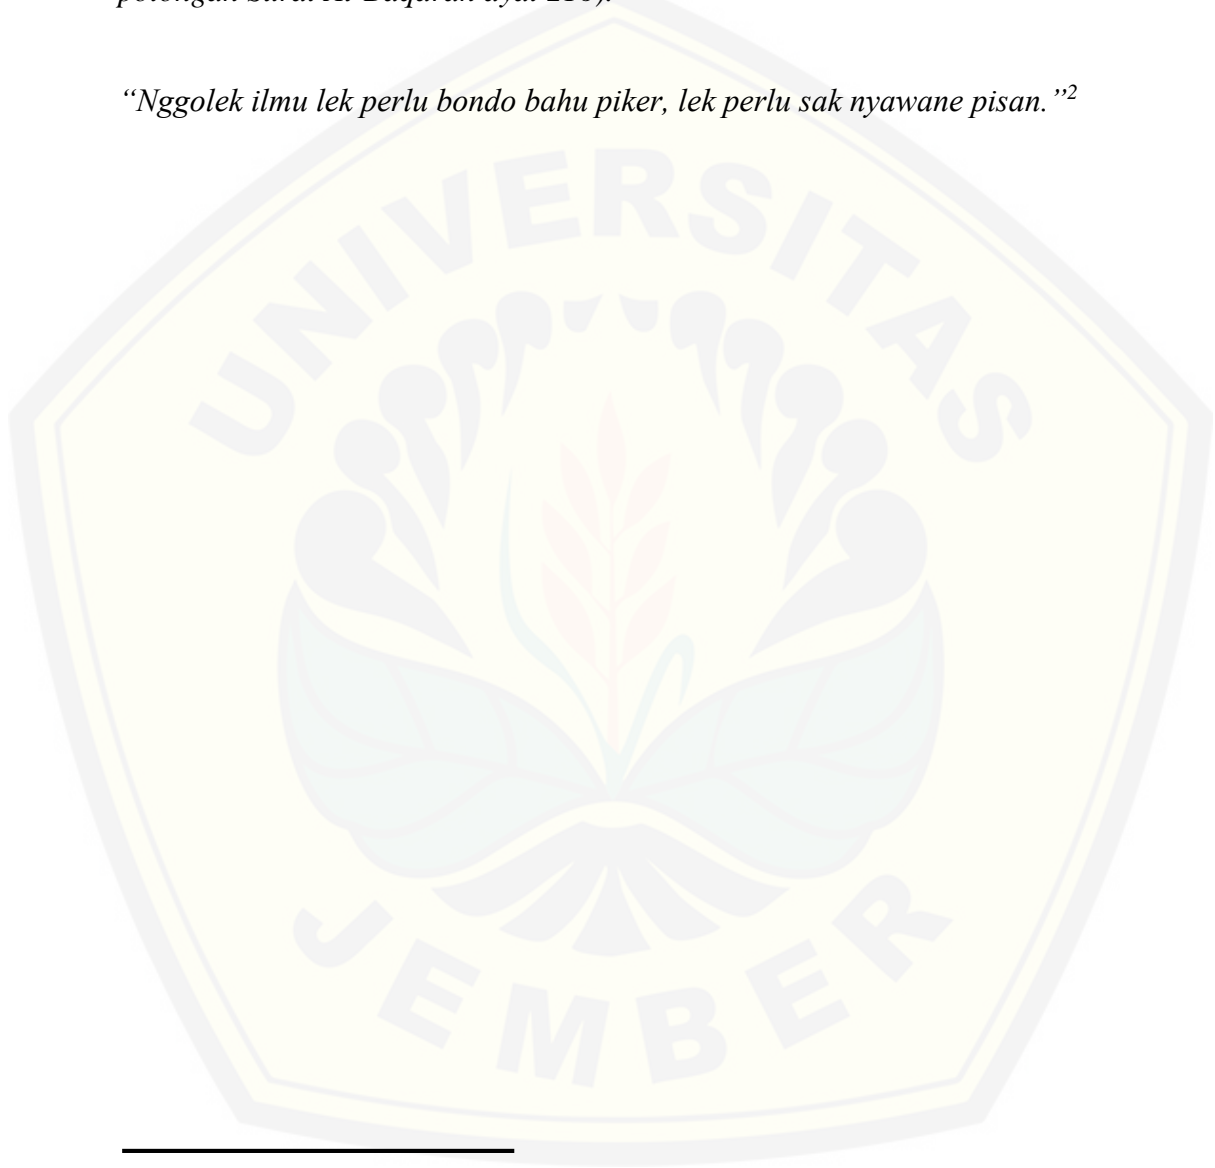 “Nggolek ilmu lek perlu bondo bahu piker, lek perlu sak nyawane pisan.”2
UNIVERSITAS
JEMBER